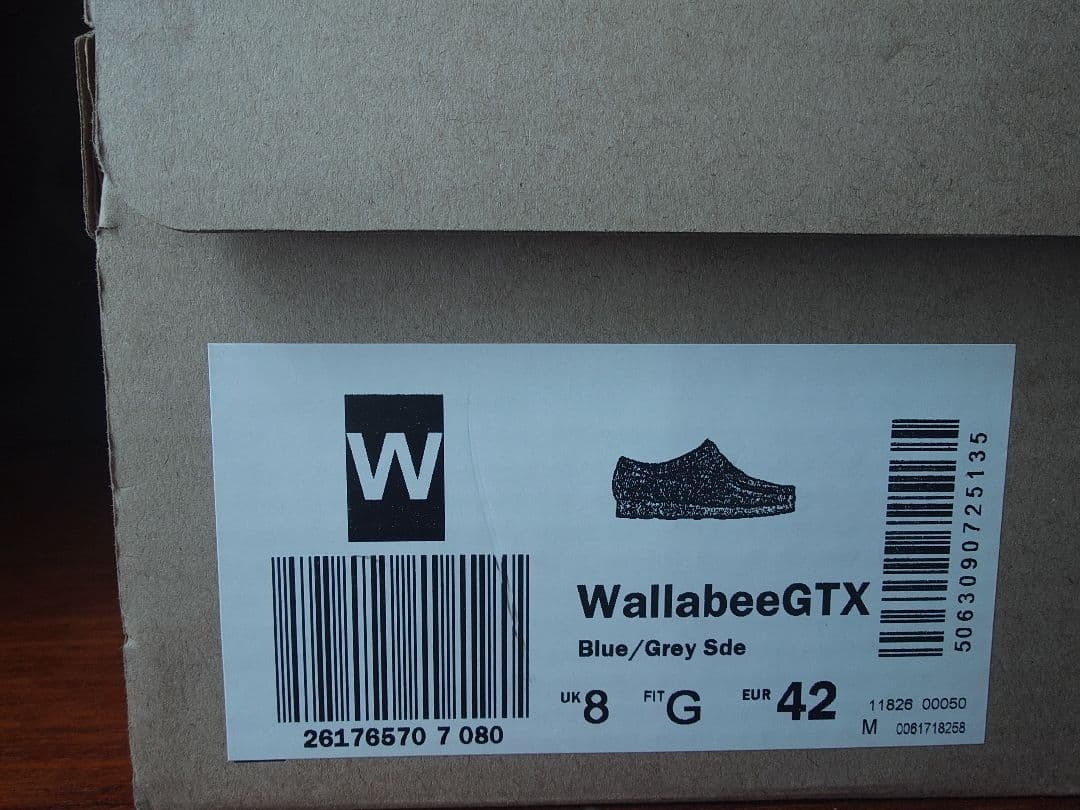 W
26176570 7 080
WallabeeGTX
Blue/Grey Sde
UK 8 FIT G EUR 42
5063090725135
11826 00050
M 0061718258